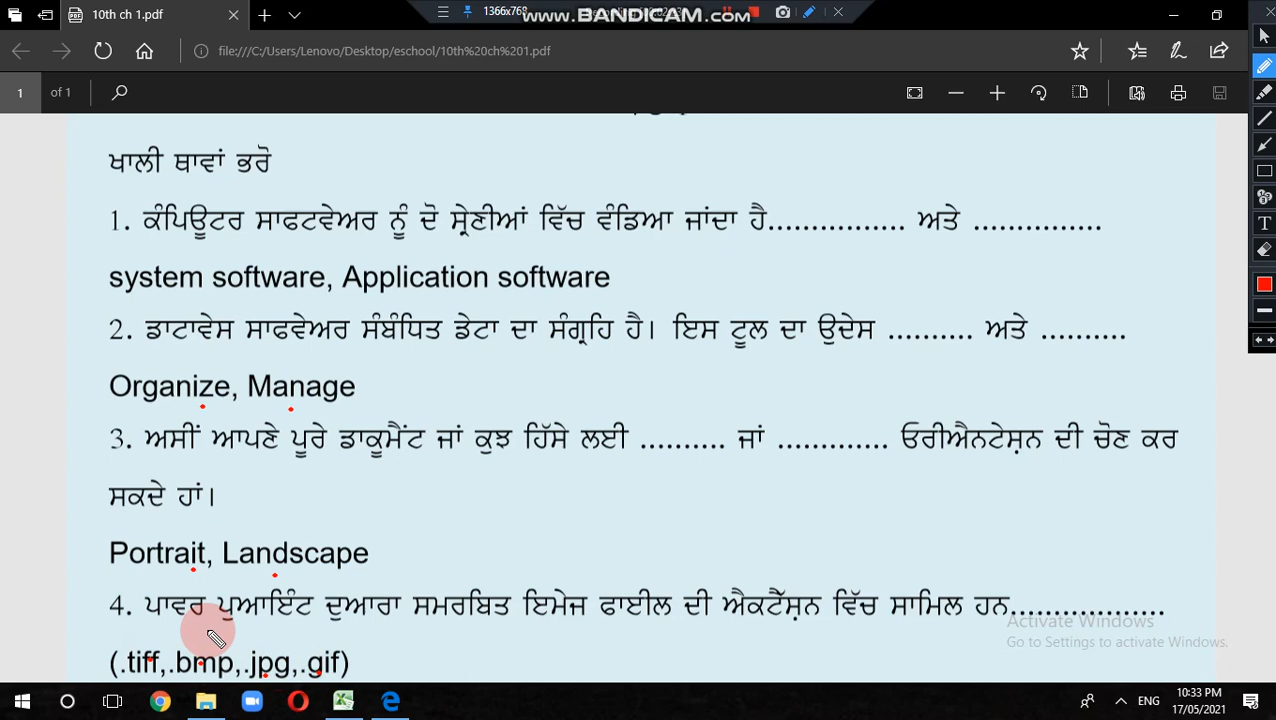 10th ch 1.pdf
1366x768
www.BANDICAM.com
file:///C:/Users/Lenovo/Desktop/eschool/10th%20ch%201.pdf
1 of 1
ਖਾਲੀ ਥਾਵਾਂ ਭਰੋ
1. ਕੰਪਿਊਟਰ ਸਾਫਟਵੇਅਰ ਨੂੰ ਦੋ ਸ਼੍ਰੇਣੀਆਂ ਵਿੱਚ ਵੰਡਿਆ ਜਾਂਦਾ ਹੈ............... ਅਤੇ ...............
system software, Application software
2. ਡਾਟਾਵੇਸ ਸਾਫਵੇਅਰ ਸੰਬੰਧਿਤ ਡੇਟਾ ਦਾ ਸੰਗ੍ਰਹਿ ਹੈ। ਇਸ ਟੂਲ ਦਾ ਉਦੇਸ .......... ਅਤੇ ..........
Organize, Manage
3. ਅਸੀਂ ਆਪਣੇ ਪੂਰੇ ਡਾਕੂਮੈਂਟ ਜਾਂ ਕੁਝ ਹਿੱਸੇ ਲਈ .......... ਜਾਂ ............. ਓਰੀਐਨਟੇਸ਼ਨ ਦੀ ਚੋਣ ਕਰ
ਸਕਦੇ ਹਾਂ।
Portrait, Landscape
4. ਪਾਵਰ ਪੁਆਇੰਟ ਦੁਆਰਾ ਸਮਰਥਿਤ ਇਮੇਜ ਫਾਈਲ ਦੀ ਐਕਟੈੱਸ਼ਨ ਵਿੱਚ ਸਾਮਿਲ ਹਨ..................
(.tiff,.bmp,.jpg,.gif)
Activate Windows
Go to Settings to activate Windows.
ENG
10:33 PM
17/05/2021